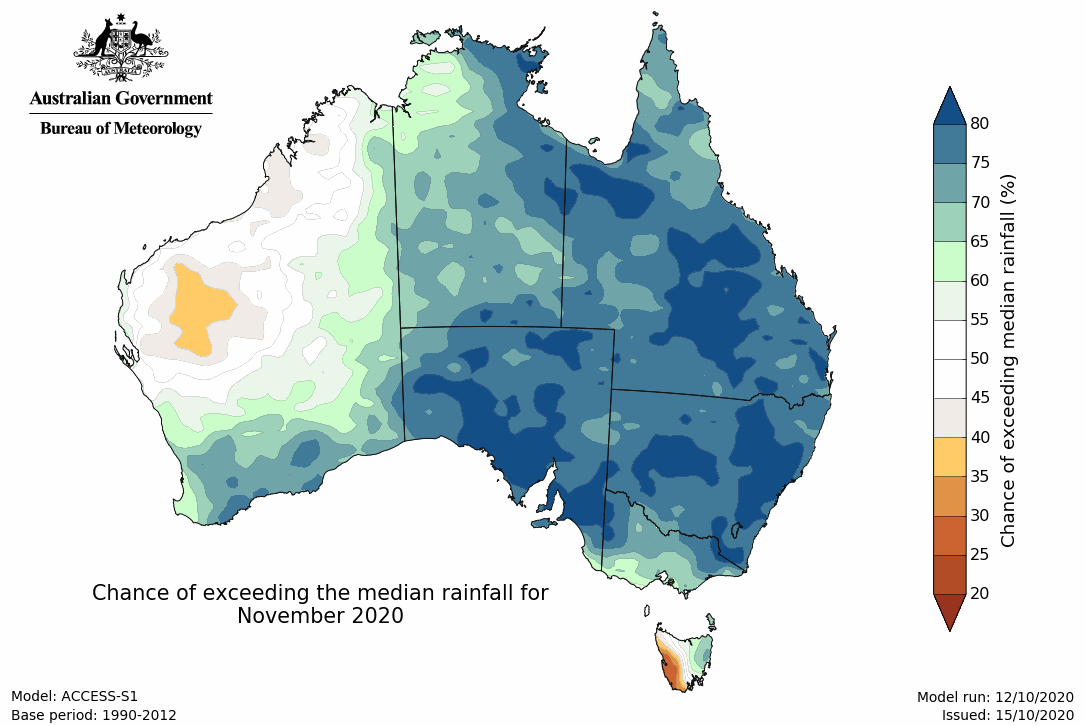 Australian Government
Bureau of Meteorology
80
75
70
65
60
55
50
45
40
35
30
25
20
Chance of exceeding median rainfall (%)
Chance of exceeding the median rainfall for
November 2020
Model: ACCESS-S1
Base period: 1990-2012
Model run: 12/10/2020
Issued: 15/10/2020